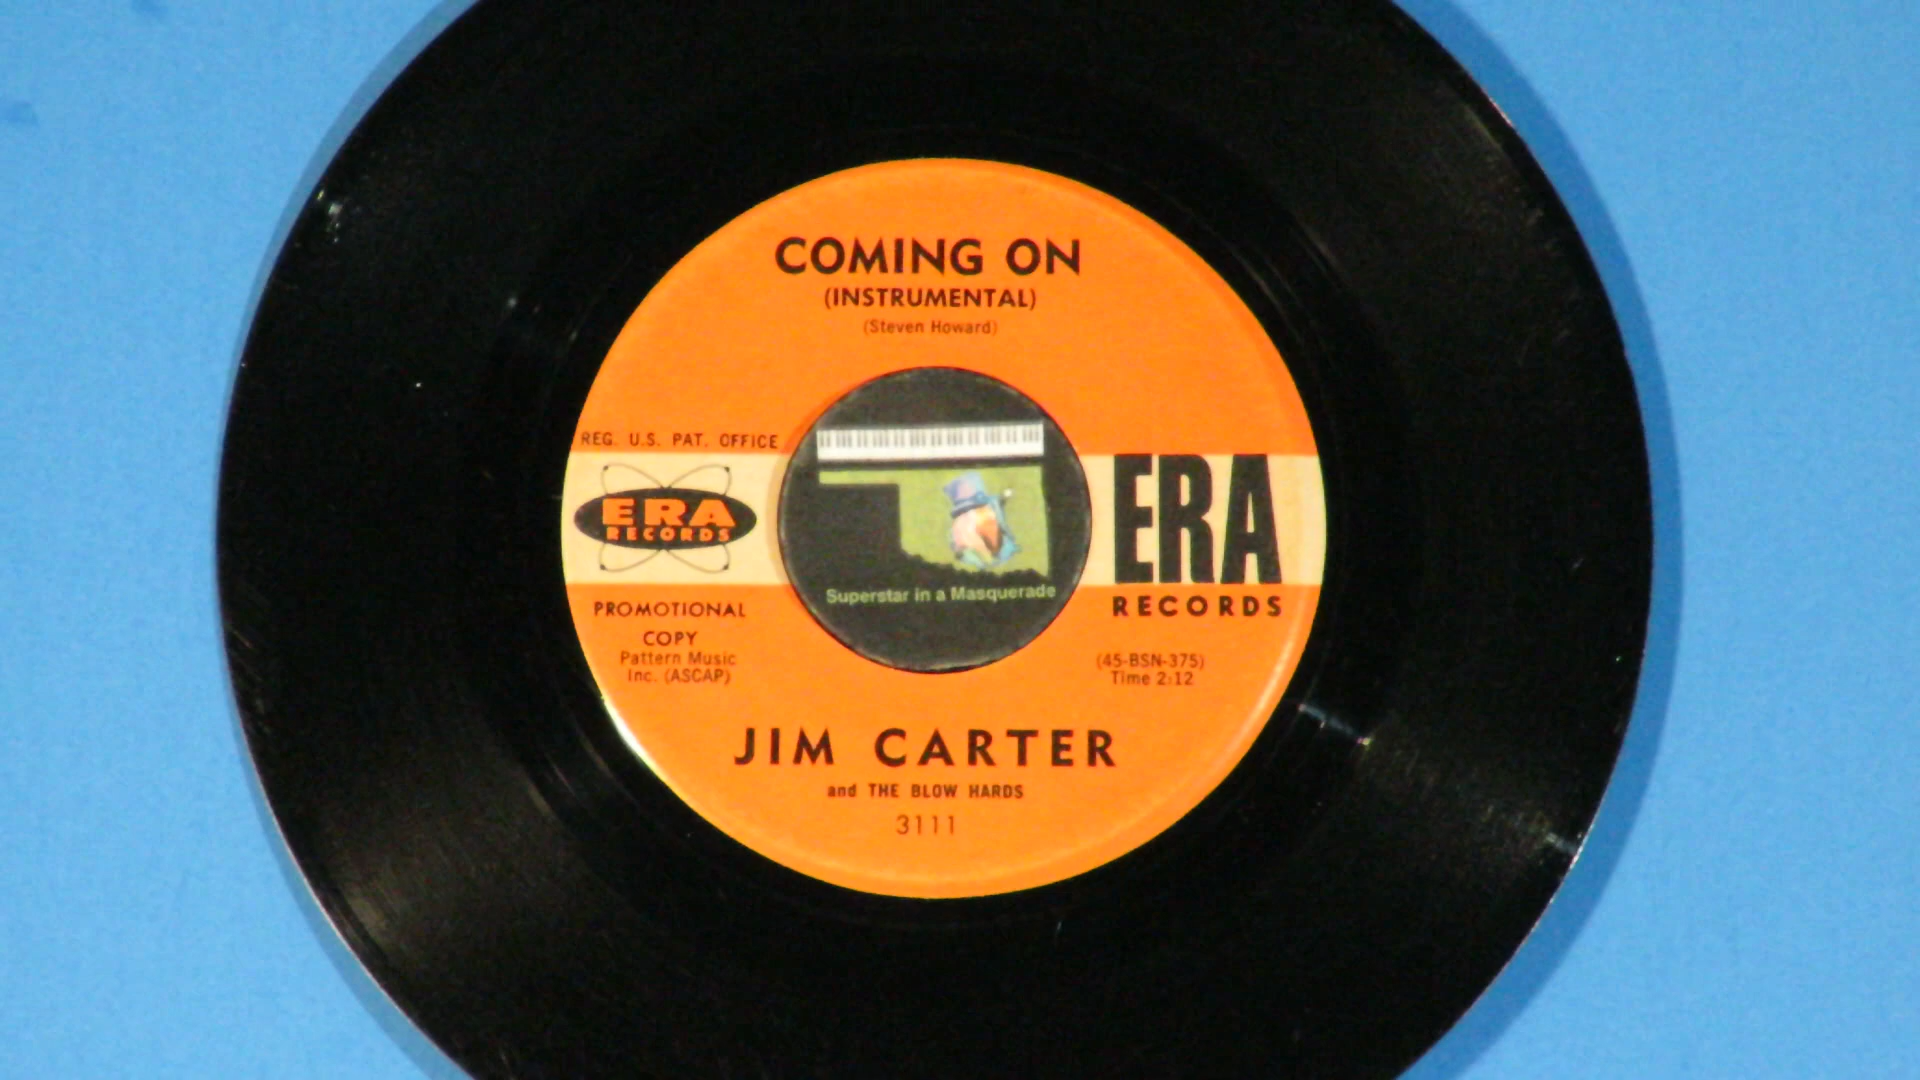 COMING ON
(INSTRUMENTAL)
(Steven Howard)
REG. U.S. PAT. OFFICE
ERA
RECORDS
ERA
RECORDS
Superstar in a Masquerade
PROMOTIONAL
COPY
Pattern Music
Inc. (ASCAP)
(45-BSN-375)
Time 2:12
JIM CARTER
and THE BLOW HARDS
3111